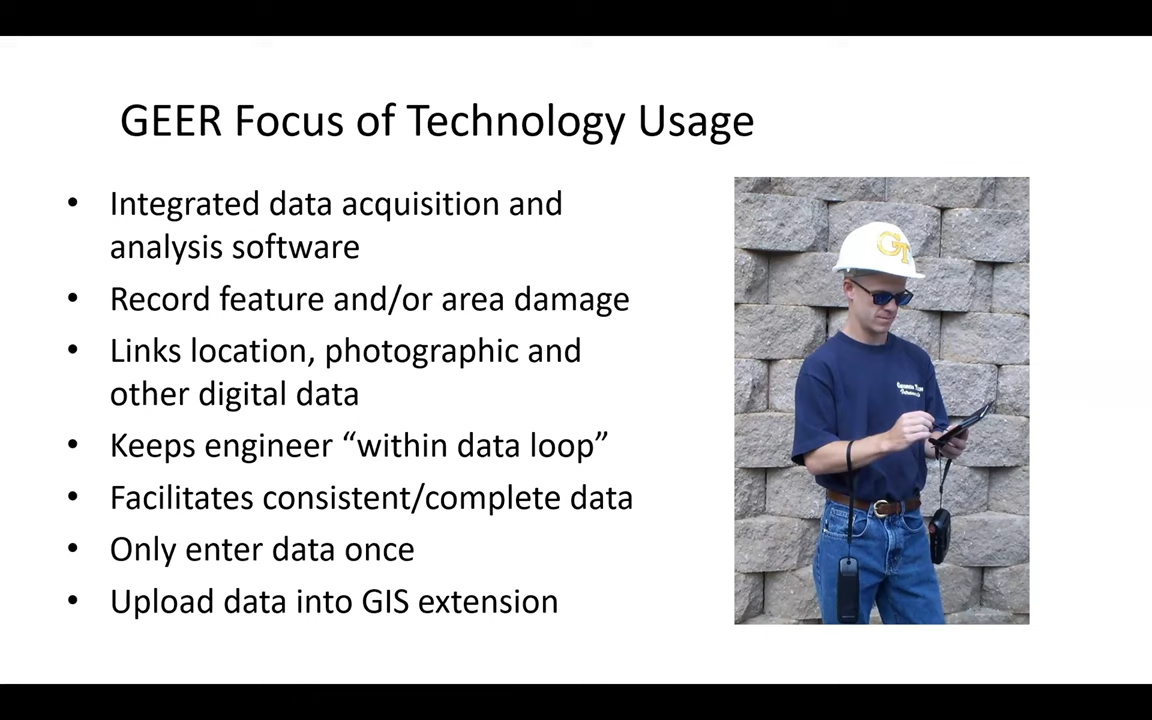 GEER Focus of Technology Usage
• Integrated data acquisition and
analysis software
• Record feature and/or area damage
• Links location, photographic and
other digital data
• Keeps engineer “within data loop”
• Facilitates consistent/complete data
• Only enter data once
• Upload data into GIS extension
GT